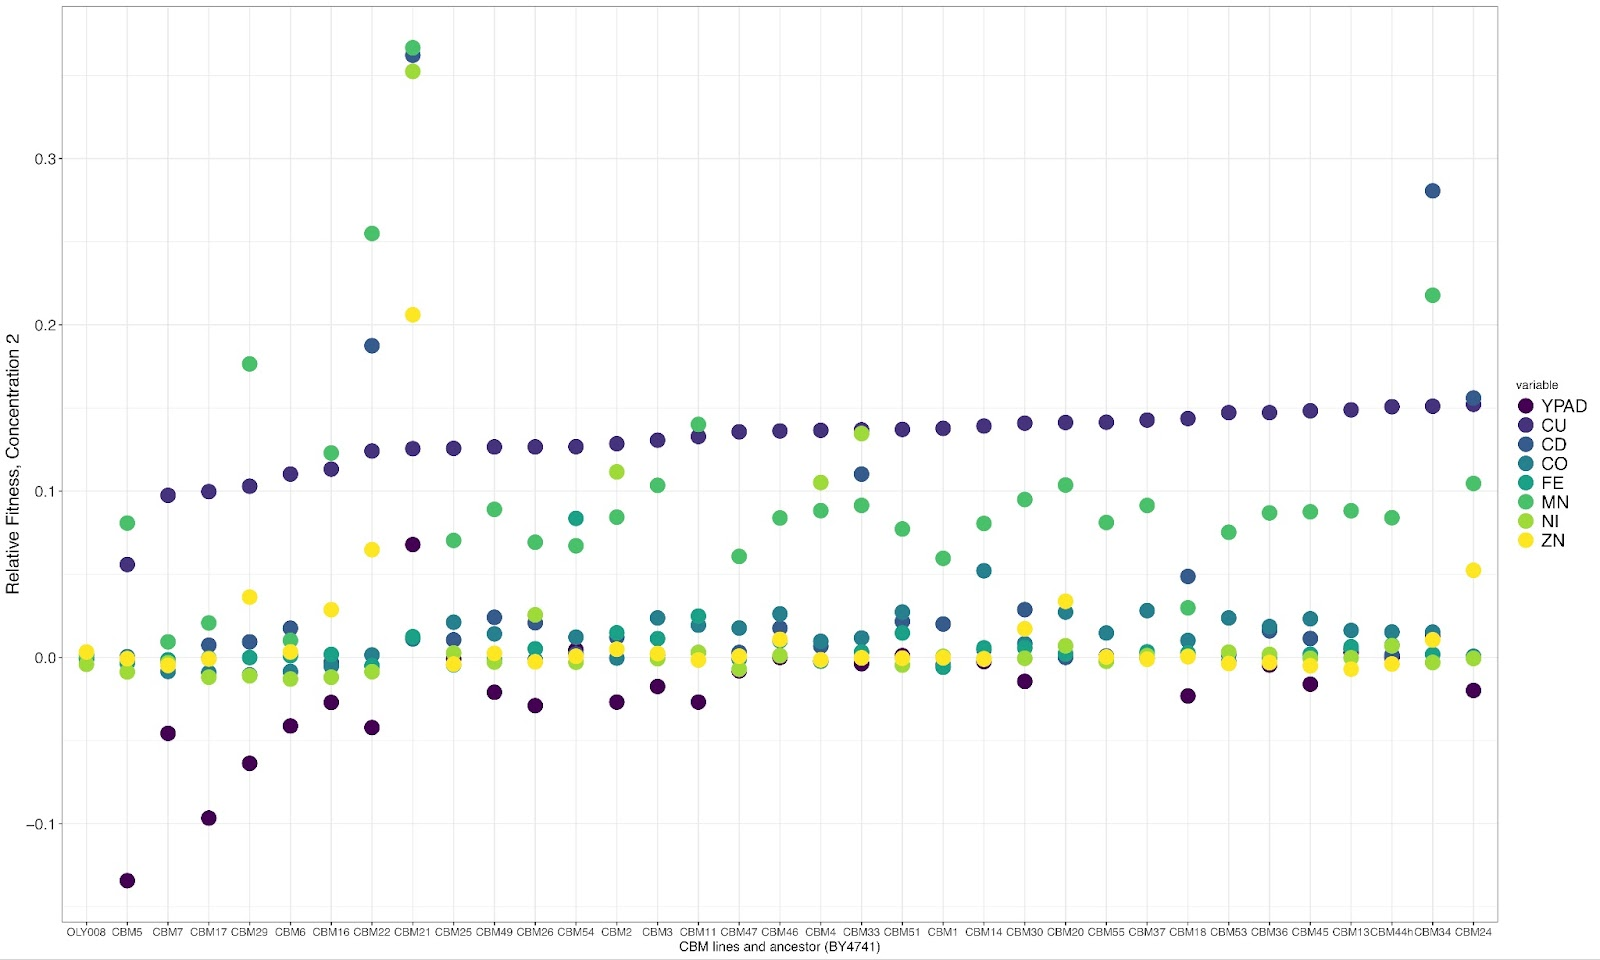 Relative Fitness, Concentration 2
0.3
0.2
0.1
0.0
−0.1
OLY008 CBM5 CBM7 CBM17 CBM29 CBM6 CBM16 CBM22 CBM21 CBM25 CBM49 CBM26 CBM54 CBM2 CBM3 CBM11 CBM47 CBM46 CBM4 CBM33 CBM51 CBM1 CBM14 CBM30 CBM20 CBM55 CBM37 CBM18 CBM53 CBM36 CBM45 CBM13 CBM44h CBM34 CBM24
CBM lines and ancestor (BY4741)
variable
YPAD
CU
CD
CO
FE
MN
NI
ZN